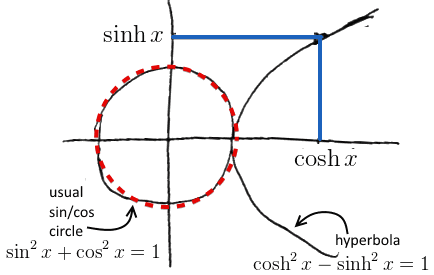 sinh x
cosh x
usual
sin/cos
circle
sin² x + cos² x = 1
hyperbola
cosh² x − sinh² x = 1